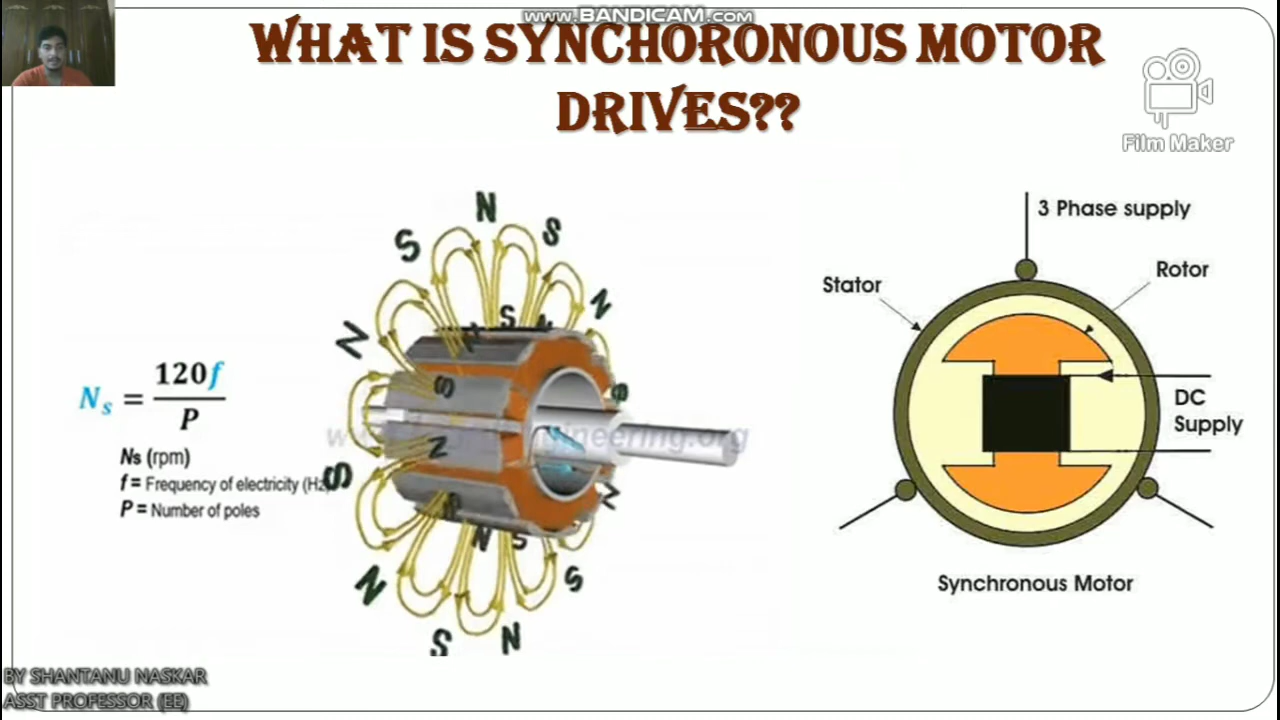 www.BANDICAM.com
WHAT IS SYNCHORONOUS MOTOR
DRIVES??
Film Maker
N
S
S
N
N
S
N
S
S
N
S
N
S
N
N
S
S
N
S
N
N_s = 120f / P
Ns (rpm)
f = Frequency of electricity (Hz)
P = Number of poles
3 Phase supply
Rotor
Stator
DC
Supply
Synchronous Motor
BY SHANTANU NASKAR
ASST PROFESSOR (EE)